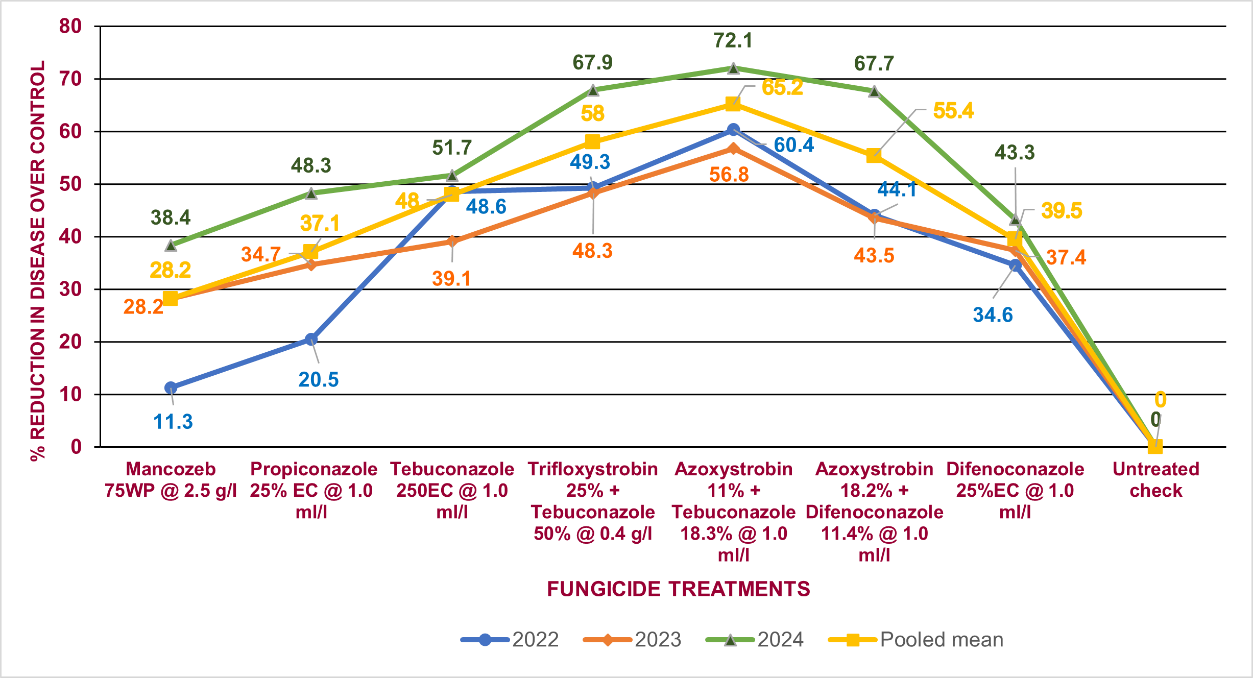 % REDUCTION IN DISEASE OVER CONTROL
80
70
60
50
40
30
20
10
0
38.4
28.2
28.2
11.3
48.3
37.1
34.7
20.5
51.7
48
48.6
39.1
67.9
58
49.3
48.3
72.1
65.2
60.4
56.8
67.7
55.4
44.1
43.5
43.3
39.5
37.4
34.6
0
0
Mancozeb
75WP @ 2.5 g/l
Propiconazole
25% EC @ 1.0
ml/l
Tebuconazole
250EC @ 1.0
ml/l
Trifloxystrobin
25% +
Tebuconazole
50% @ 0.4 g/l
Azoxystrobin
11% +
Tebuconazole
18.3% @ 1.0
ml/l
Azoxystrobin
18.2% +
Difenoconazole
11.4% @ 1.0
ml/l
Difenoconazole
25%EC @ 1.0
ml/l
Untreated
check
FUNGICIDE TREATMENTS
2022
2023
2024
Pooled mean